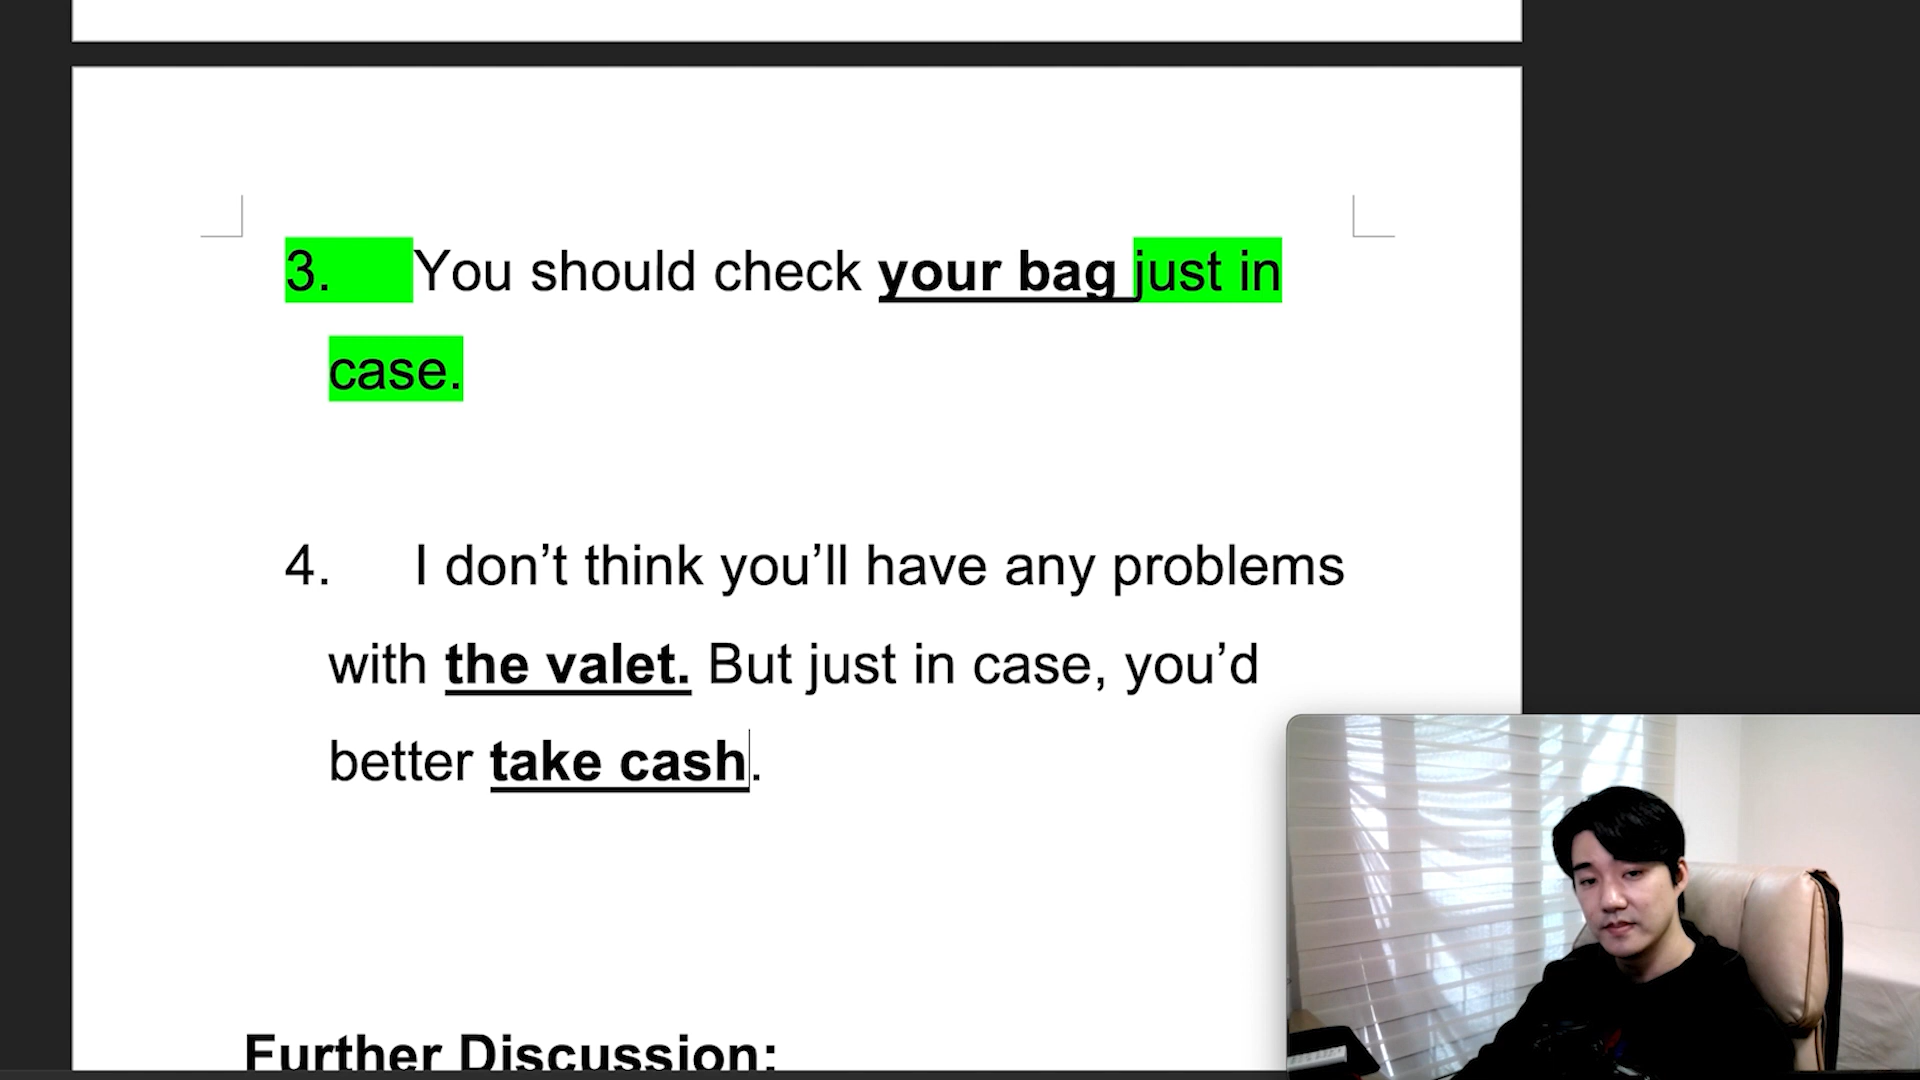 3. You should check your bag just in
case.
4. I don’t think you’ll have any problems
with the valet. But just in case, you’d
better take cash.
Further Discussion: